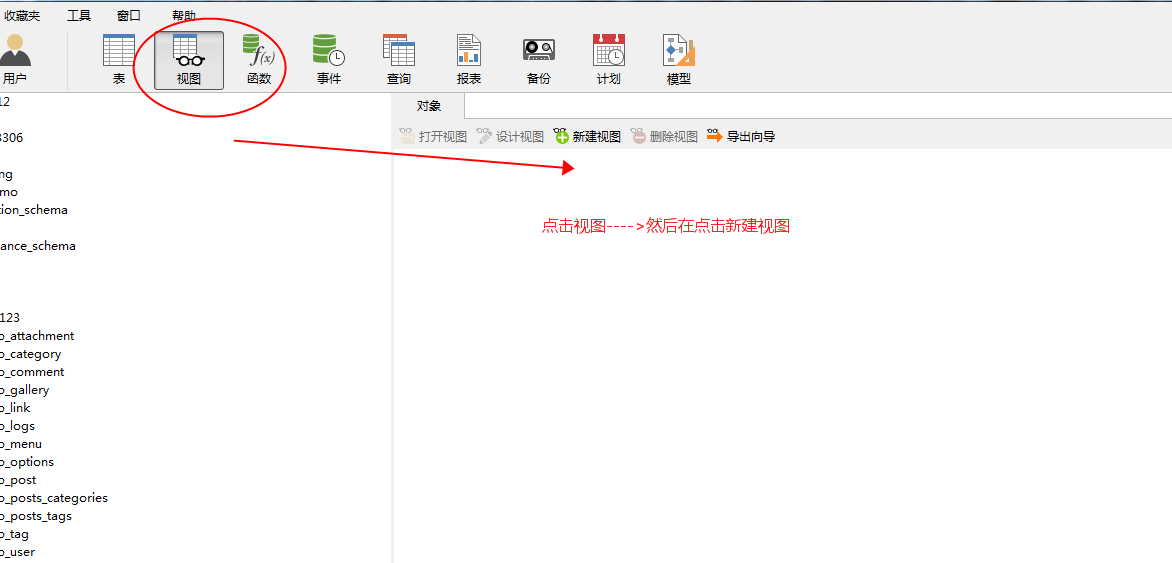 收藏夹 工具 窗口 帮助
用户 表 视图 函数 事件 查询 报表 备份 计划 模型
12
对象
3306
打开视图 设计视图 新建视图 删除视图 导出向导
ng
mo
tion_schema
点击视图---->然后在点击新建视图
ance_schema
123
o_attachment
o_category
o_comment
o_gallery
o_link
o_logs
o_menu
o_options
o_post
o_posts_categories
o_posts_tags
o_tag
o_user